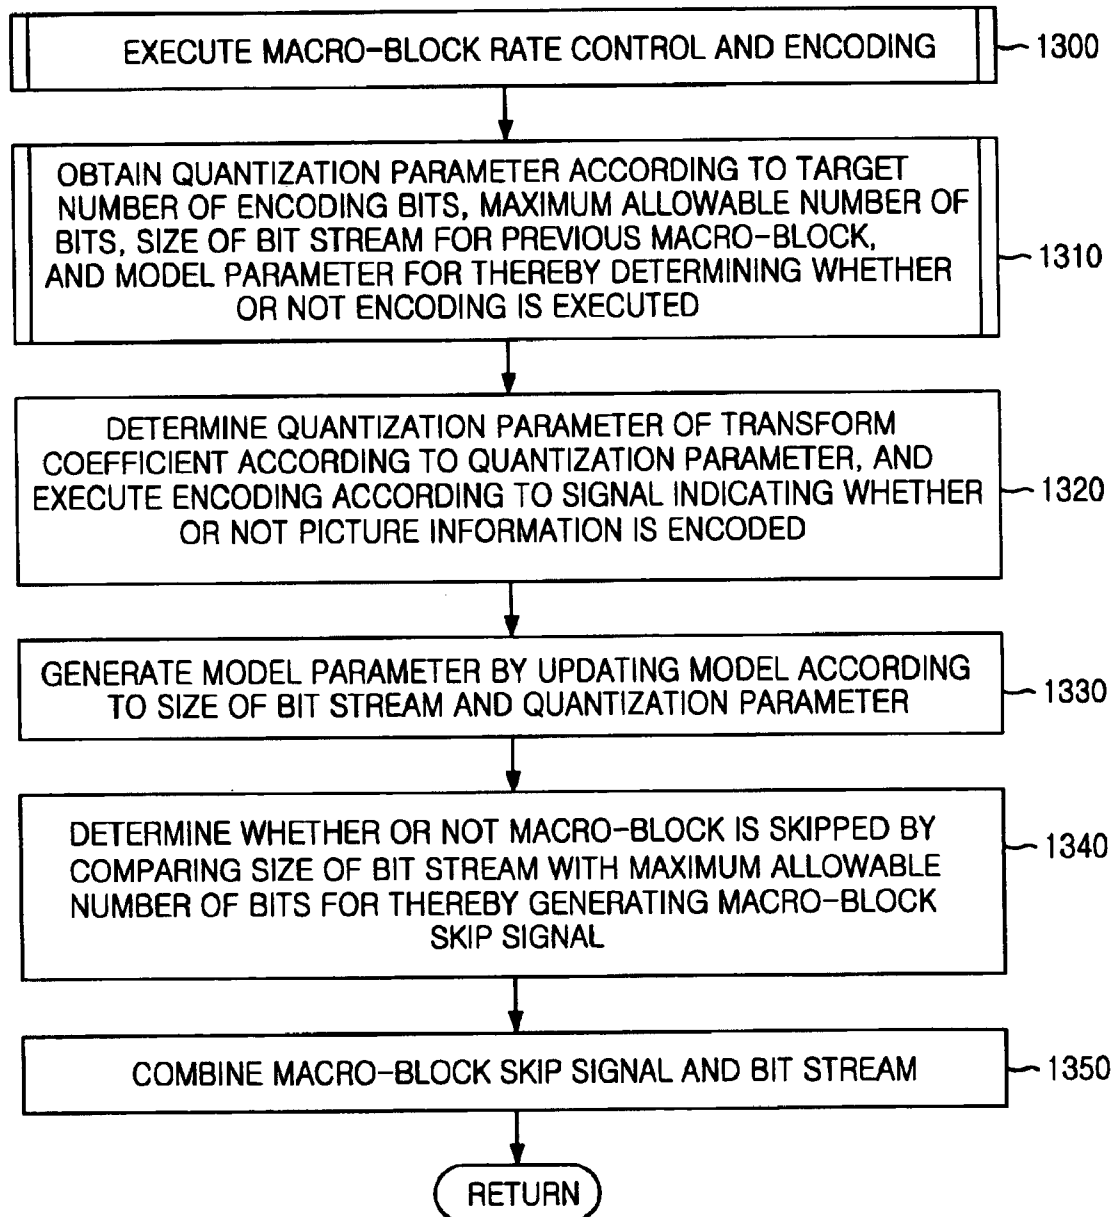 EXECUTE MACRO-BLOCK RATE CONTROL AND ENCODING 1300
OBTAIN QUANTIZATION PARAMETER ACCORDING TO TARGET
NUMBER OF ENCODING BITS, MAXIMUM ALLOWABLE NUMBER OF
BITS, SIZE OF BIT STREAM FOR PREVIOUS MACRO-BLOCK,
AND MODEL PARAMETER FOR THEREBY DETERMINING WHETHER
OR NOT ENCODING IS EXECUTED
1310
DETERMINE QUANTIZATION PARAMETER OF TRANSFORM
COEFFICIENT ACCORDING TO QUANTIZATION PARAMETER, AND
EXECUTE ENCODING ACCORDING TO SIGNAL INDICATING WHETHER
OR NOT PICTURE INFORMATION IS ENCODED
1320
GENERATE MODEL PARAMETER BY UPDATING MODEL ACCORDING
TO SIZE OF BIT STREAM AND QUANTIZATION PARAMETER
1330
DETERMINE WHETHER OR NOT MACRO-BLOCK IS SKIPPED BY
COMPARING SIZE OF BIT STREAM WITH MAXIMUM ALLOWABLE
NUMBER OF BITS FOR THEREBY GENERATING MACRO-BLOCK
SKIP SIGNAL
1340
COMBINE MACRO-BLOCK SKIP SIGNAL AND BIT STREAM 1350
RETURN